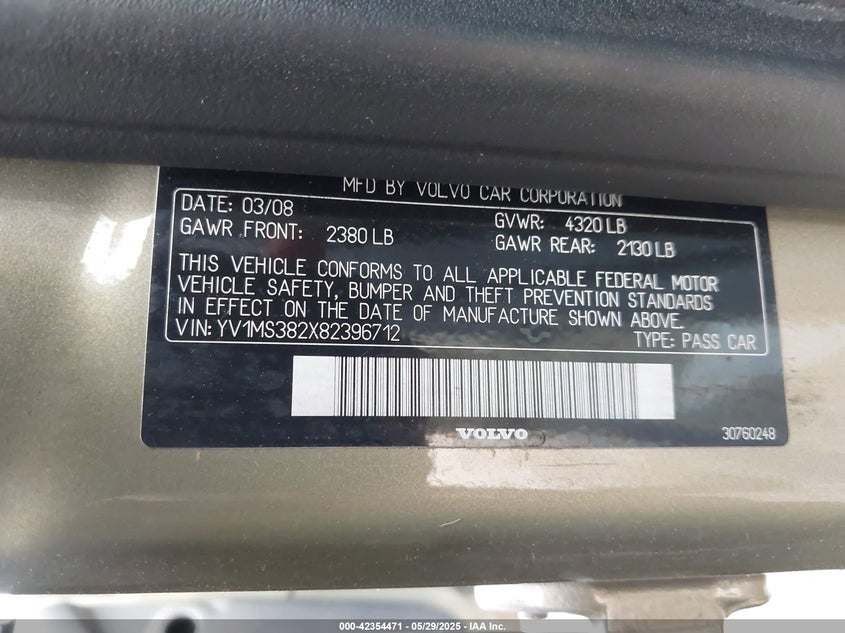 MFD BY VOLVO CAR CORPORATION
DATE: 03/08
GVWR: 4320 LB
GAWR FRONT: 2380 LB
GAWR REAR: 2130 LB
THIS VEHICLE CONFORMS TO ALL APPLICABLE FEDERAL MOTOR
VEHICLE SAFETY, BUMPER AND THEFT PREVENTION STANDARDS
IN EFFECT ON THE DATE OF MANUFACTURE SHOWN ABOVE.
VIN: YV1MS382X82396712
TYPE: PASS CAR
VOLVO
30760248
000-42354471 - 05/29/2025 - IAA Inc.